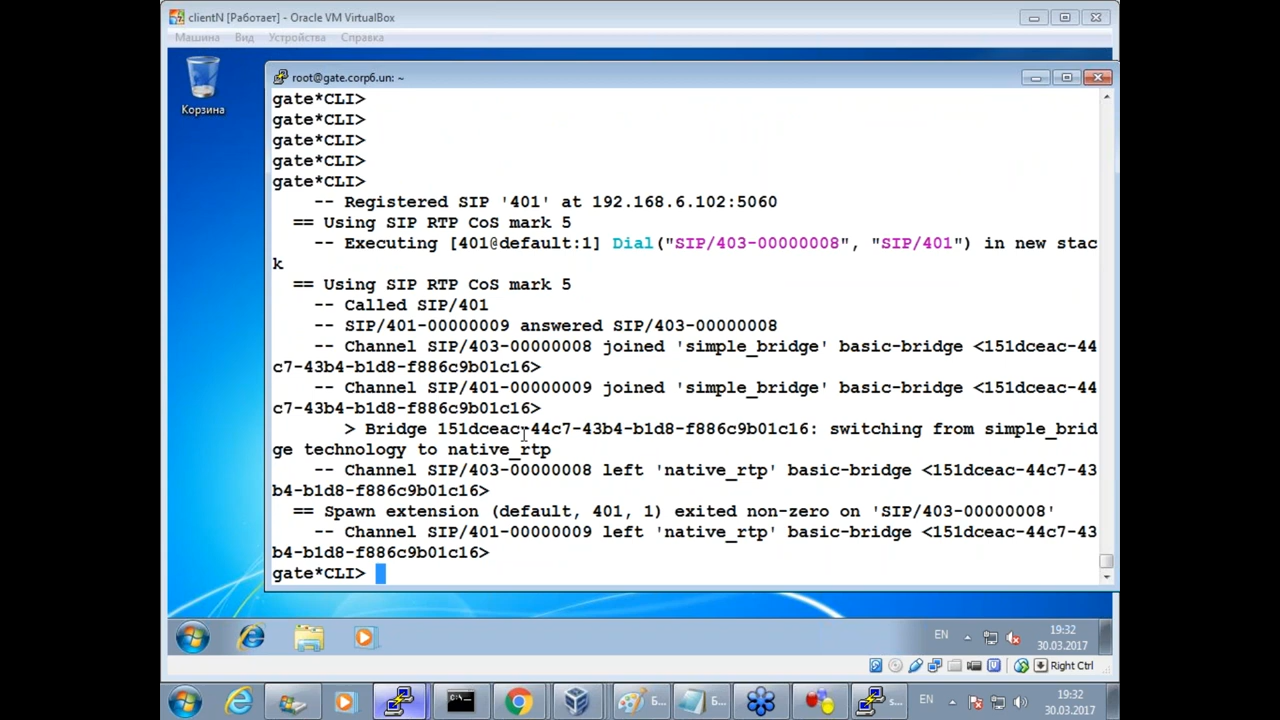 clientN [Работает] - Oracle VM VirtualBox
Машина Вид Устройства Справка
Корзина
root@gate.corp6.un: ~
gate*CLI>
gate*CLI>
gate*CLI>
gate*CLI>
gate*CLI>
-- Registered SIP '401' at 192.168.6.102:5060
== Using SIP RTP CoS mark 5
-- Executing [401@default:1] Dial("SIP/403-00000008", "SIP/401") in new stac
k
== Using SIP RTP CoS mark 5
-- Called SIP/401
-- SIP/401-00000009 answered SIP/403-00000008
-- Channel SIP/403-00000008 joined 'simple_bridge' basic-bridge <151dceac-44
c7-43b4-b1d8-f886c9b01c16>
-- Channel SIP/401-00000009 joined 'simple_bridge' basic-bridge <151dceac-44
c7-43b4-b1d8-f886c9b01c16>
> Bridge 151dceac-44c7-43b4-b1d8-f886c9b01c16: switching from simple_brid
ge technology to native_rtp
-- Channel SIP/403-00000008 left 'native_rtp' basic-bridge <151dceac-44c7-43
b4-b1d8-f886c9b01c16>
== Spawn extension (default, 401, 1) exited non-zero on 'SIP/403-00000008'
-- Channel SIP/401-00000009 left 'native_rtp' basic-bridge <151dceac-44c7-43
b4-b1d8-f886c9b01c16>
gate*CLI>
EN
19:32
30.03.2017
Right Ctrl
Б...
Б...
s...
EN
19:32
30.03.2017